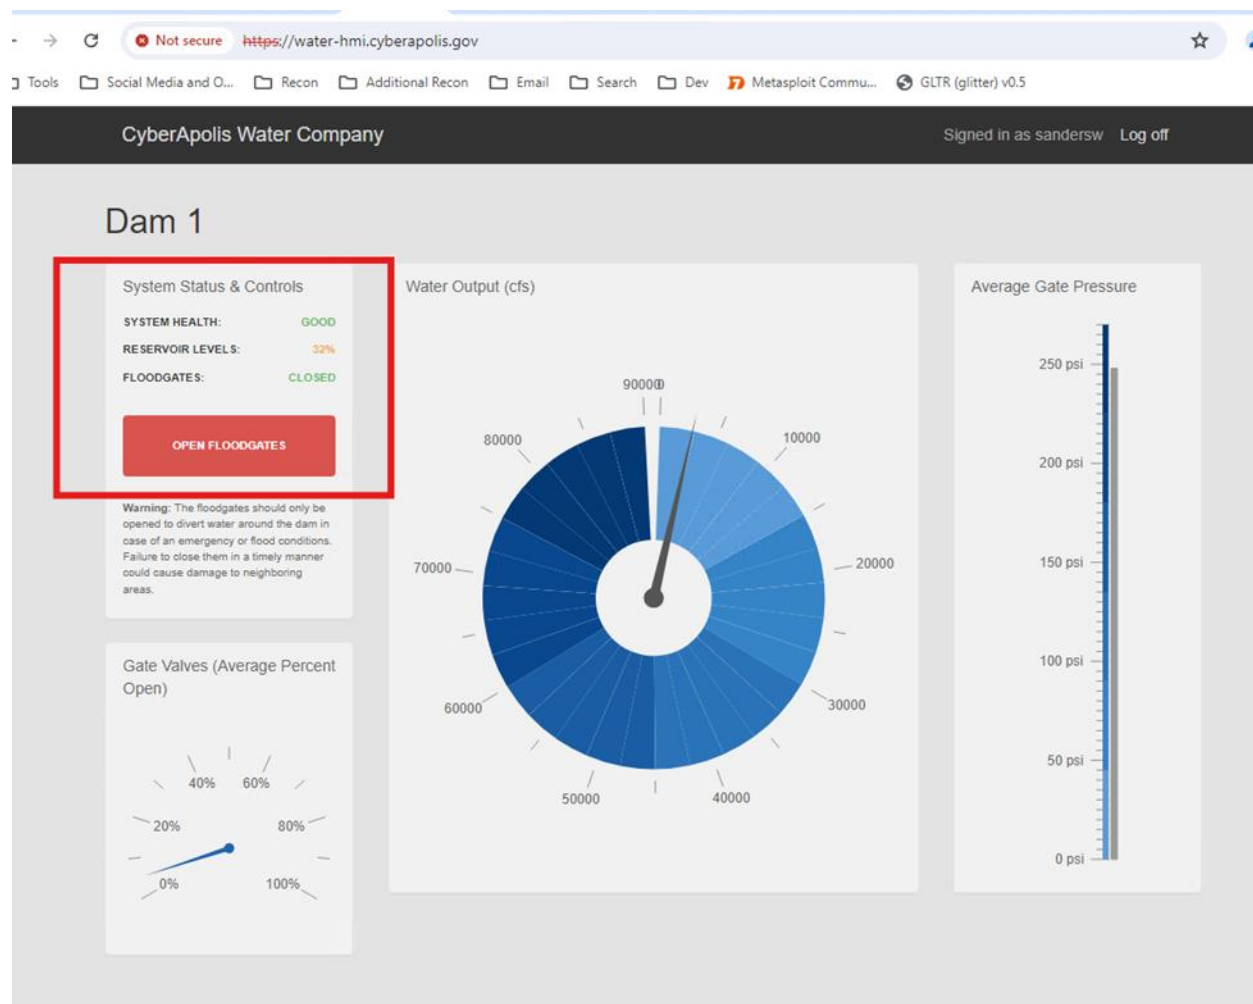 Not secure https://water-hmi.cyberapolis.gov
Tools Social Media and O... Recon Additional Recon Email Search Dev Metasploit Commu... GLTR (glitter) v0.5
CyberApolis Water Company Signed in as sandersw Log off
Dam 1
System Status & Controls
SYSTEM HEALTH: GOOD
RESERVOIR LEVELS: 32%
FLOODGATES: CLOSED
OPEN FLOODGATES
Warning: The floodgates should only be
opened to divert water around the dam in
case of an emergency or flood conditions.
Failure to close them in a timely manner
could cause damage to neighboring
areas.
Gate Valves (Average Percent
Open)
40% 60%
20% 80%
0% 100%
Water Output (cfs)
90000 0
80000 10000
70000 20000
60000 30000
50000 40000
Average Gate Pressure
250 psi
200 psi
150 psi
100 psi
50 psi
0 psi